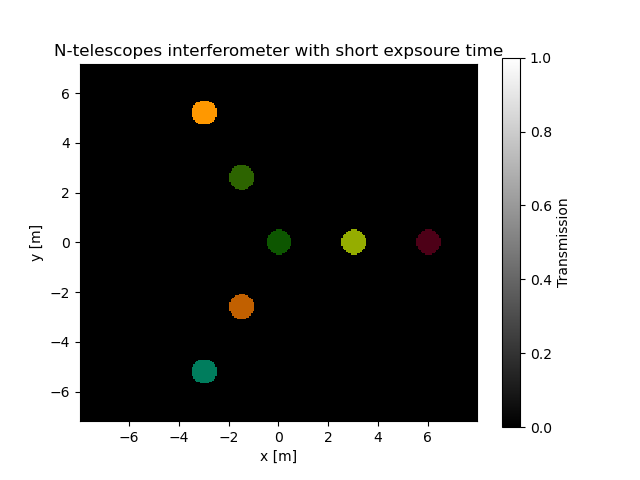 N-telescopes interferometer with short expsoure time
6
4
2
0
−2
−4
−6
y [m]
−6 −4 −2 0 2 4 6
x [m]
1.0
0.8
0.6
0.4
0.2
0.0
Transmission